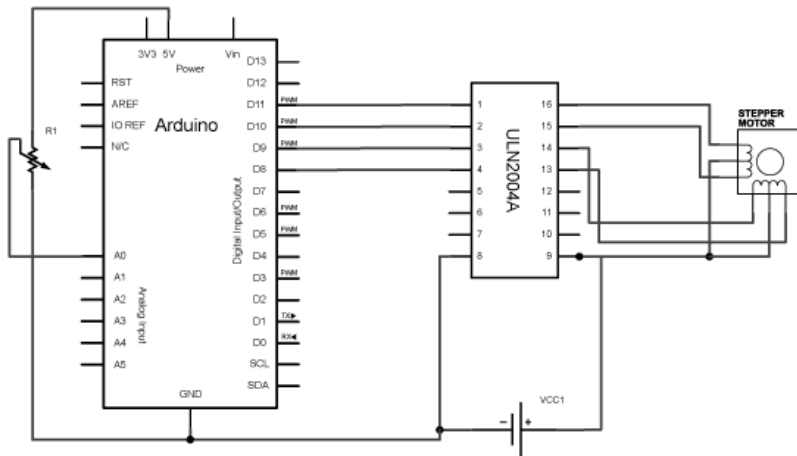 3V3 5V
Vin
Power
RST
AREF
IO REF
N/C
R1
Arduino
A0
A1
A2
A3
A4
A5
Analog Input
GND
Digital Input/Output
D13
D12
D11 PWM
D10 PWM
D9 PWM
D8
D7
D6 PWM
D5 PWM
D4
D3 PWM
D2
D1 TX
D0 RX
SCL
SDA
ULN2004A
1
2
3
4
5
6
7
8
16
15
14
13
12
11
10
9
STEPPER
MOTOR
VCC1
-
+